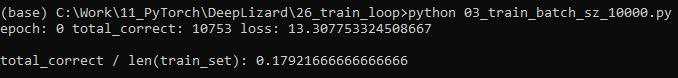 (base) C:\Work\11_PyTorch\DeepLizard\26_train_loop>python 03_train_batch_sz_10000.py
epoch: 0 total_correct: 10753 loss: 13.307753324508667
total_correct / len(train_set): 0.17921666666666666